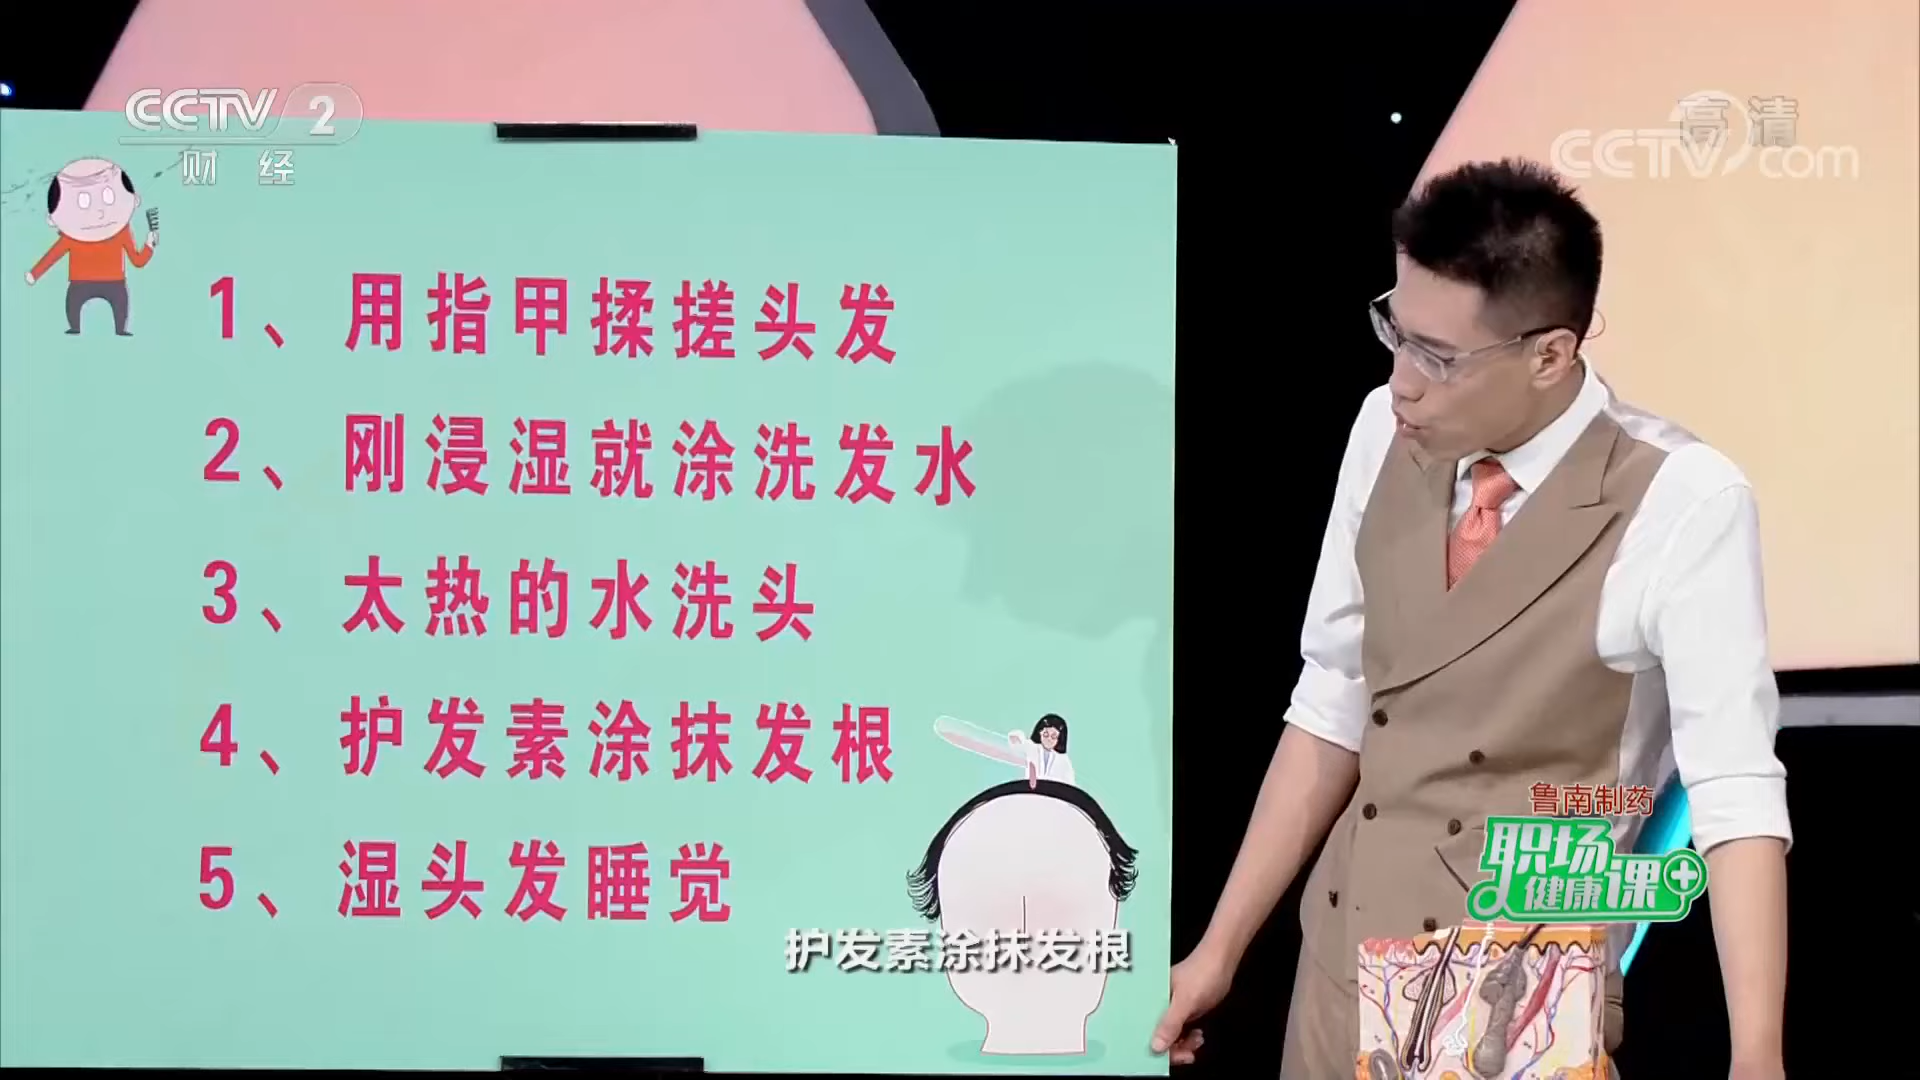 CCTV 2
财经
高清
CCTV.com
1、用指甲揉搓头发
2、刚浸湿就涂洗发水
3、太热的水洗头
4、护发素涂抹发根
5、湿头发睡觉
护发素涂抹发根
鲁南制药
职场
健康课+